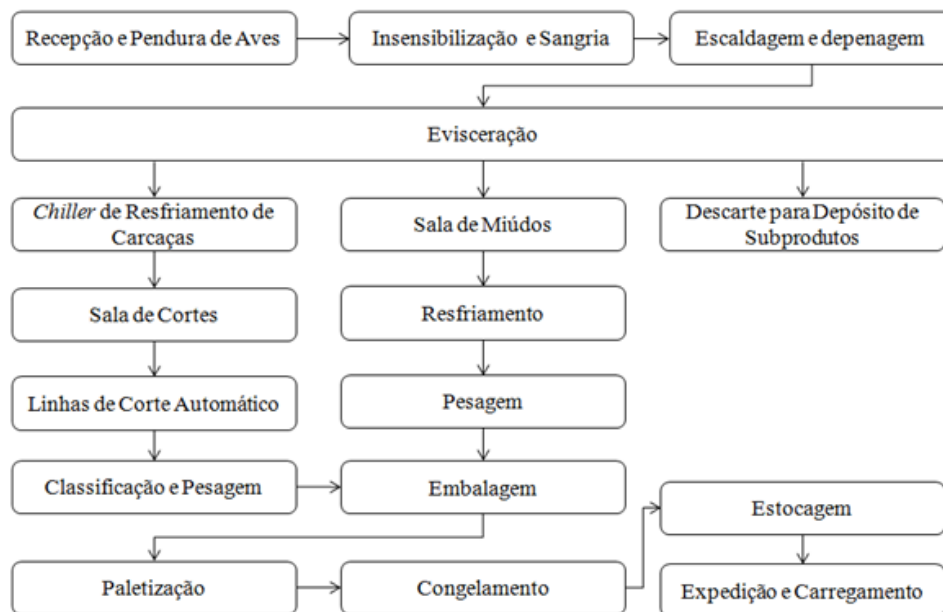 Recepção e Pendura de Aves
Insensibilização e Sangria
Escaldagem e depenagem
Evisceração
Chiller de Resfriamento de
Carcaças
Sala de Miúdos
Descarte para Depósito de
Subprodutos
Sala de Cortes
Resfriamento
Linhas de Corte Automático
Pesagem
Classificação e Pesagem
Embalagem
Estocagem
Paletização
Congelamento
Expedição e Carregamento